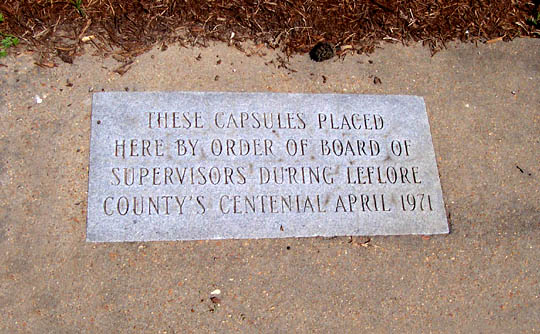 THESE CAPSULES PLACED
HERE BY ORDER OF BOARD OF
SUPERVISORS DURING LEFLORE
COUNTY'S CENTENIAL APRIL 1971